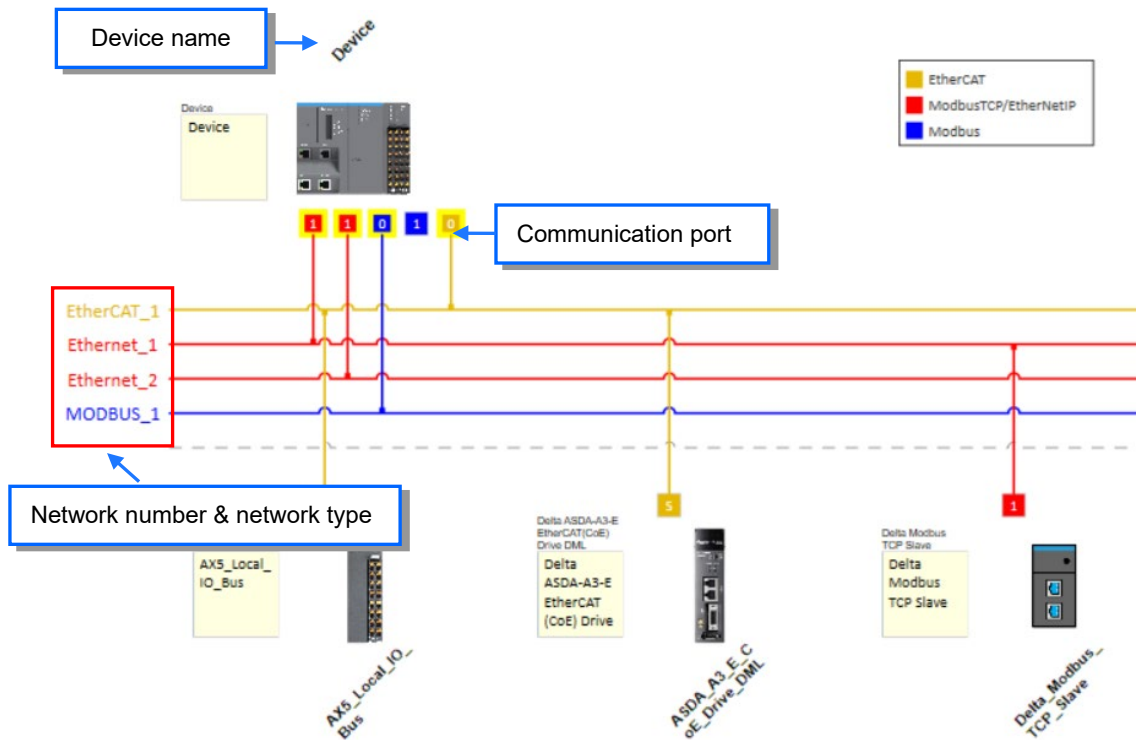 Device name
Device
EtherCAT
ModbusTCP/EtherNetIP
Modbus
Device
Device
1 1 0 1 0
Communication port
EtherCAT_1
Ethernet_1
Ethernet_2
MODBUS_1
Network number & network type
S
1
AX5_Local_
IO_Bus
Delta ASDA-A3-E
EtherCAT(CoE)
Drive DML
Delta
ASDA-A3-E
EtherCAT
(CoE) Drive
Delta Modbus
TCP Slave
Delta
Modbus
TCP Slave
AX5_Local_IO_
Bus
ASDA_A3_E_C
oE_Drive_DML
Delta_Modbus_
TCP_Slave